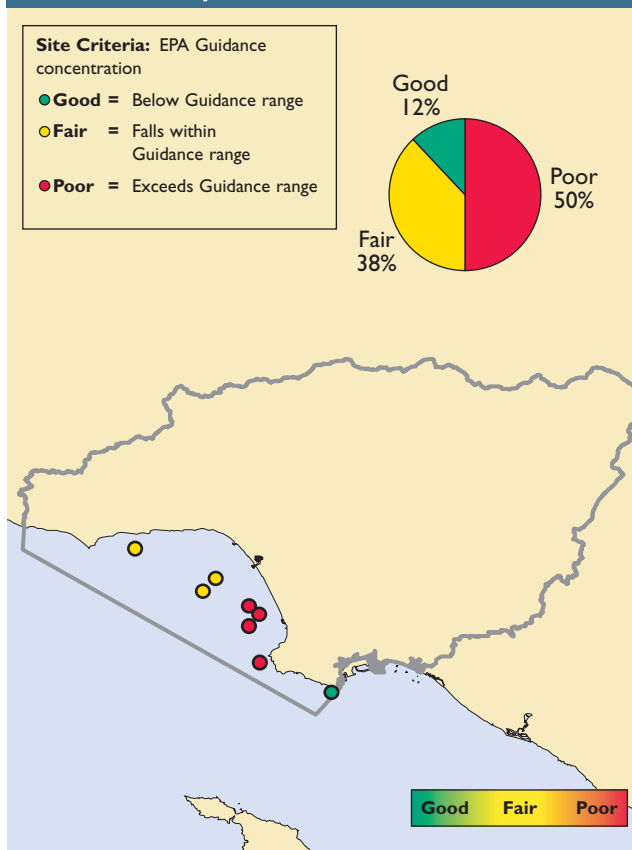 Site Criteria: EPA Guidance
concentration
Good = Below Guidance range
Fair = Falls within
Guidance range
Poor = Exceeds Guidance range
Good
12%
Poor
50%
Fair
38%
Good Fair Poor